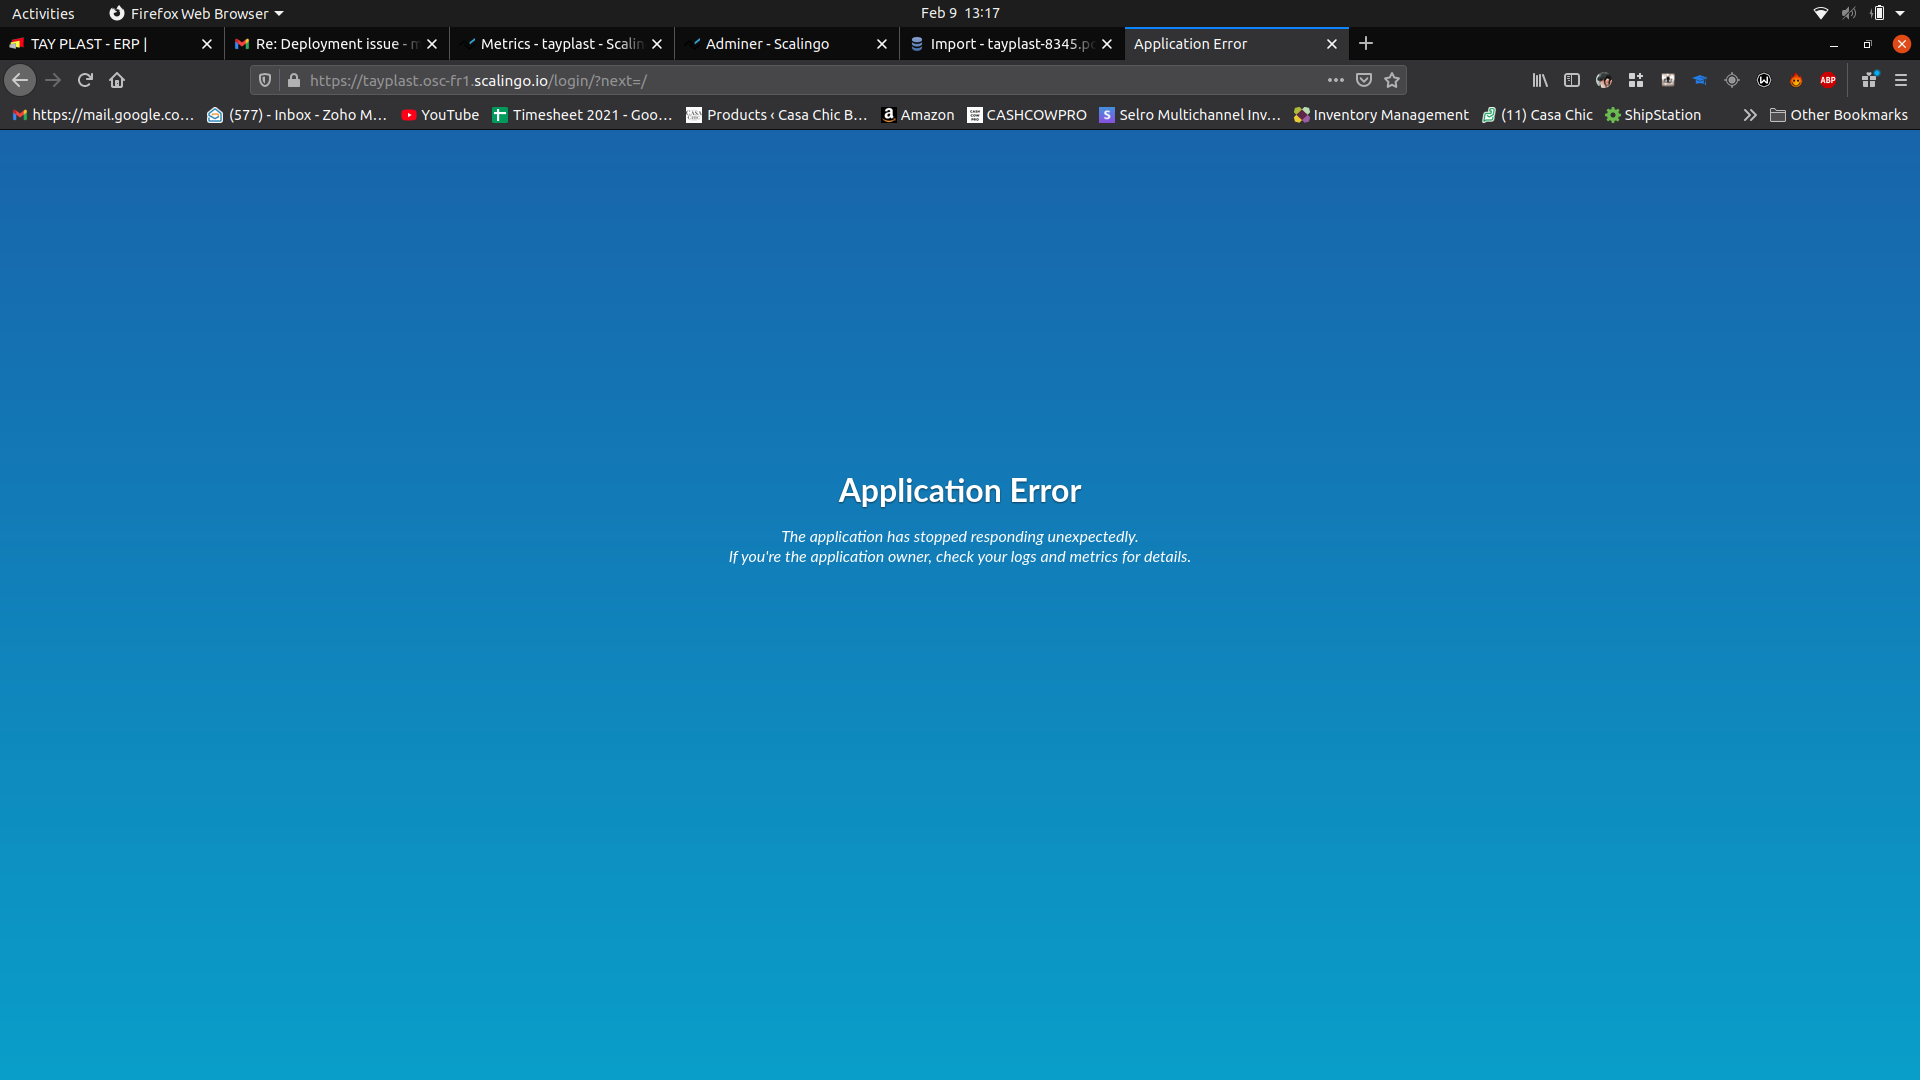 Activities
Firefox Web Browser
Feb 9 13:17
TAY PLAST - ERP |
Re: Deployment issue - m
Metrics - tayplast - Scalin
Adminer - Scalingo
Import - tayplast-8345.po
Application Error
https://tayplast.osc-fr1.scalingo.io/login/?next=/
ABP
https://mail.google.co…
(577) - Inbox - Zoho M…
YouTube
Timesheet 2021 - Goo…
Products ‹ Casa Chic B…
Amazon
CASHCOWPRO
Selro Multichannel Inv…
Inventory Management
(11) Casa Chic
ShipStation
Other Bookmarks
Application Error
The application has stopped responding unexpectedly.
If you're the application owner, check your logs and metrics for details.